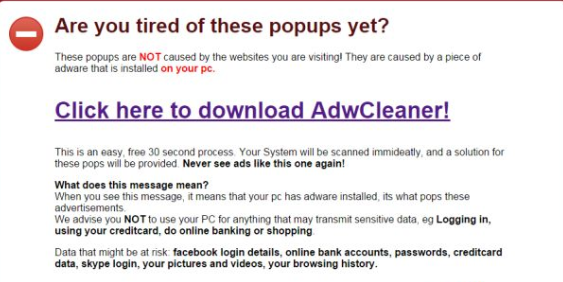 Are you tired of these popups yet?
These popups are NOT caused by the websites you are visiting! They are caused by a piece of
adware that is installed on your pc.
Click here to download AdwCleaner!
This is an easy, free 30 second process. Your System will be scanned immideatly, and a solution for
these pops will be provided. Never see ads like this one again!
What does this message mean?
When you see this message, it means that your pc has adware installed, its what pops these
advertisements.
We advise you NOT to use your PC for anything that may transmit sensitive data, eg Logging in,
using your creditcard, do online banking or shopping.
Data that might be at risk: facebook login details, online bank accounts, passwords, creditcard
data, skype login, your pictures and videos, your browsing history.